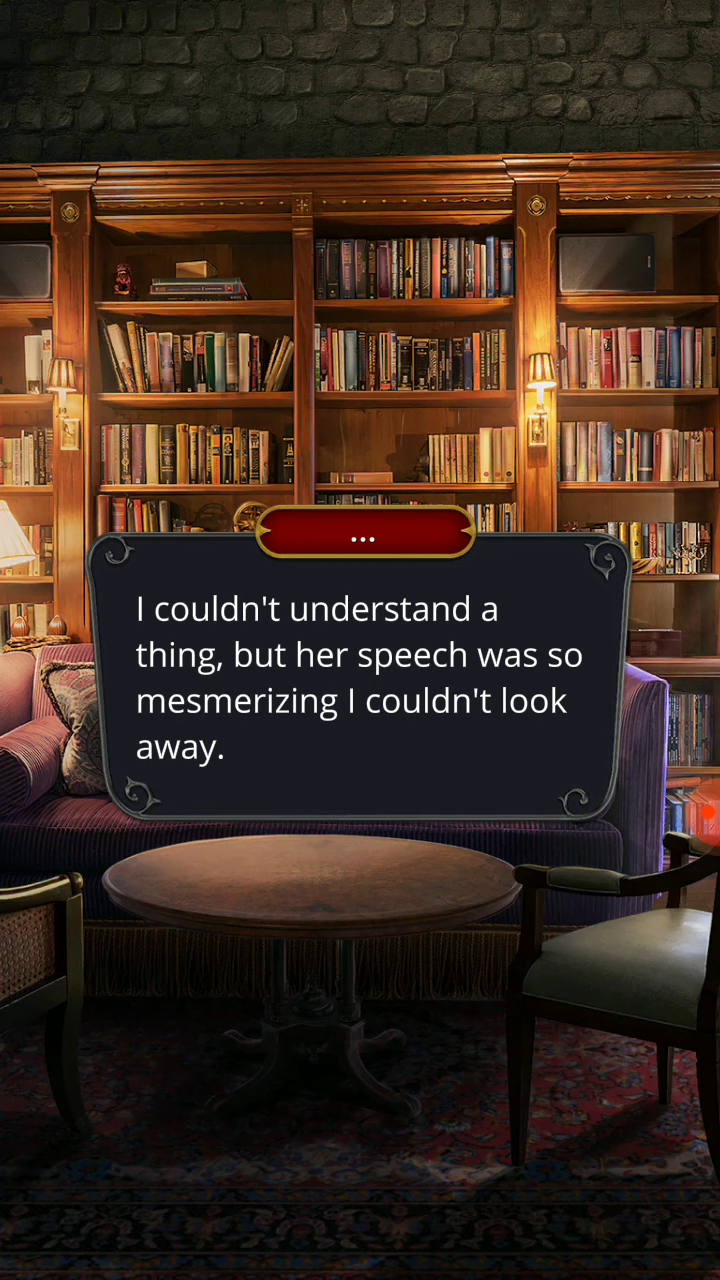 ...
I couldn't understand a
thing, but her speech was so
mesmerizing I couldn't look
away.